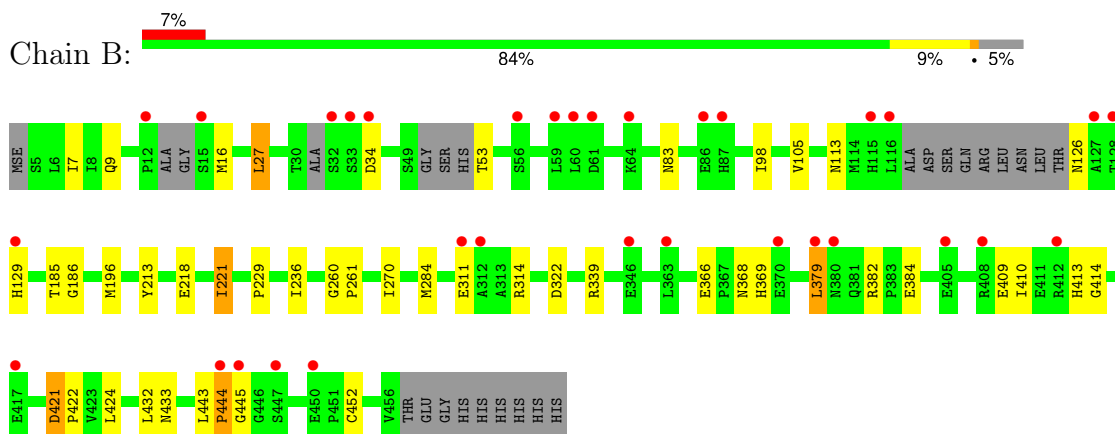 7%
Chain B:
84% 9% • 5%
MSE S5 L6 I7 I8 Q9 P12 ALA GLY S15 M16 L27 T30 ALA S32 S33 D34 S49 GLY SER HIS T53 S56 L59 L60 D61 K64 N83 E86 H87 I98 V105 N113 M114 H115 L116 ALA ASP SER GLN ARG LEU ASN LEU THR N126 A127 T128
H129 T185 G186 M196 Y213 E218 I221 P229 I236 G260 P261 I270 M284 E311 A312 A313 R314 D322 R339 E346 L363 E366 P367 N368 H369 E370 L379 N380 Q381 R382 P383 E384 E405 R408 E409 I410 E411 R412 H413 G414
E417 D421 P422 V423 L424 L432 N433 L443 P444 G445 G446 S447 E450 P451 C452 V456 THR GLU GLY HIS HIS HIS HIS HIS HIS